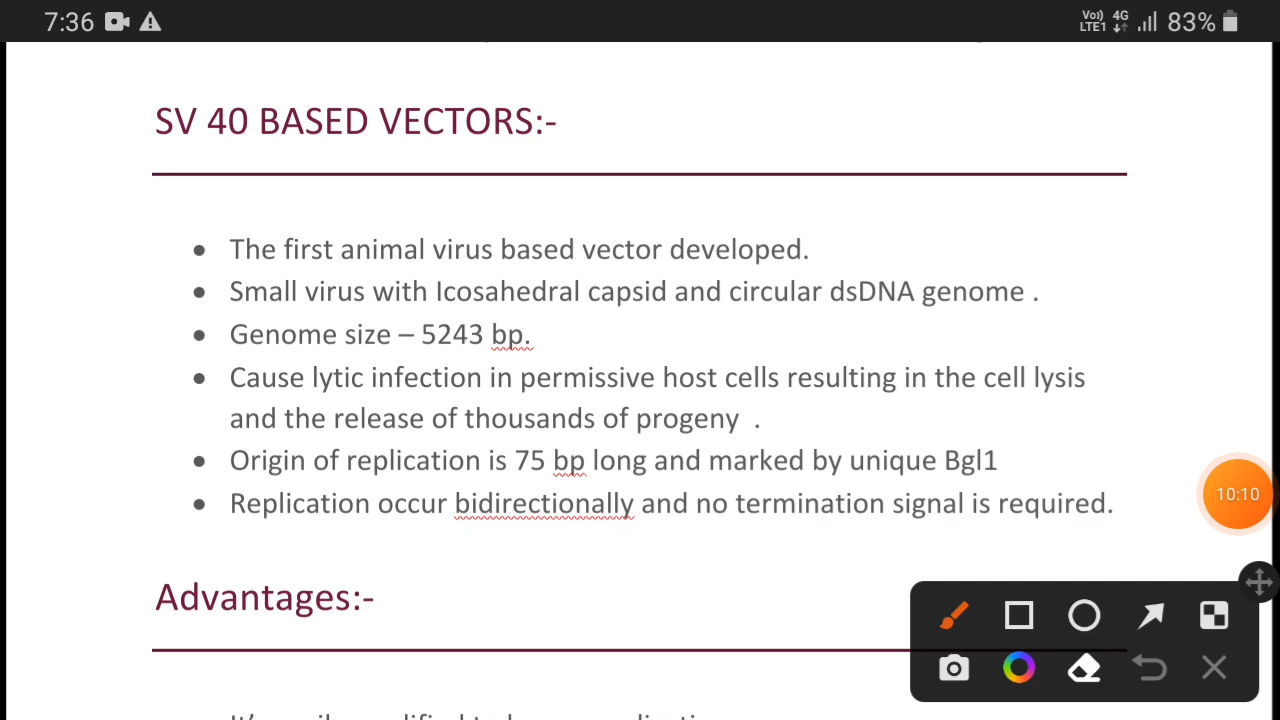 7:36
Vo)) 4G
LTE1
83%
SV 40 BASED VECTORS:-
• The first animal virus based vector developed.
• Small virus with Icosahedral capsid and circular dsDNA genome .
• Genome size – 5243 bp.
• Cause lytic infection in permissive host cells resulting in the cell lysis
and the release of thousands of progeny .
• Origin of replication is 75 bp long and marked by unique Bgl1
• Replication occur bidirectionally and no termination signal is required.
10:10
Advantages:-